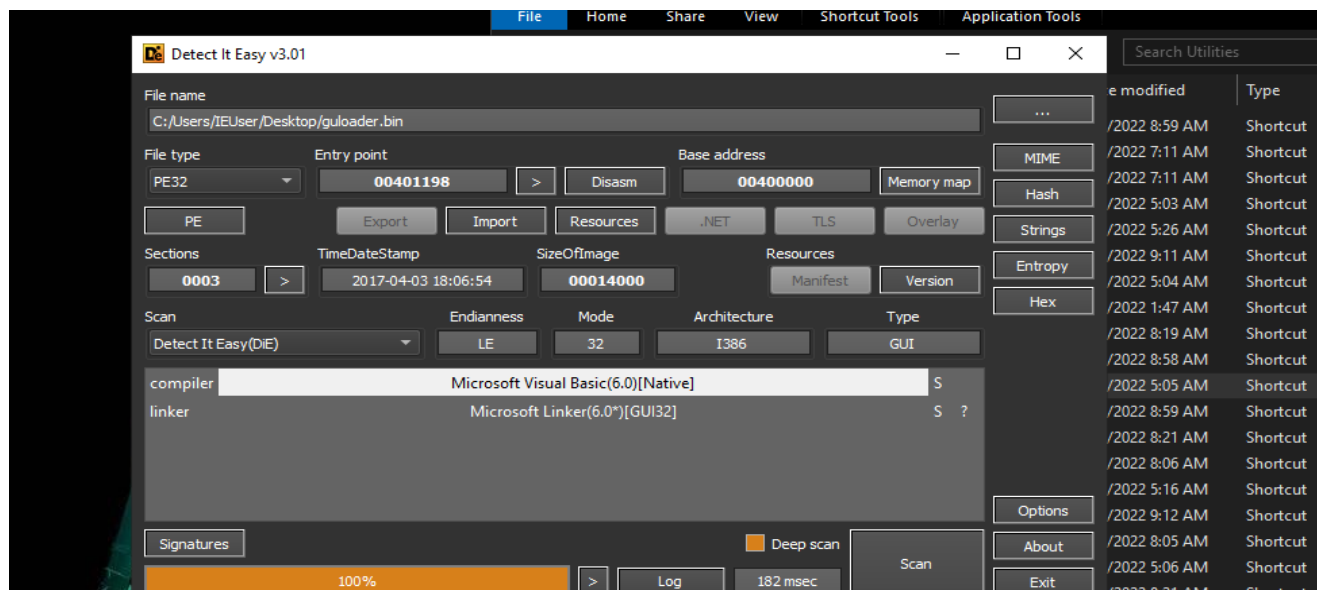 File Home Share View Shortcut Tools Application Tools
Detect It Easy v3.01
Search Utilities
File name
e modified Type
C:/Users/IEUser/Desktop/guloader.bin
...
/2022 8:59 AM Shortcut
File type Entry point Base address
MIME
/2022 7:11 AM Shortcut
PE32 00401198 > Disasm 00400000 Memory map
/2022 7:11 AM Shortcut
Hash
/2022 5:03 AM Shortcut
PE Export Import Resources .NET TLS Overlay
Strings
/2022 5:26 AM Shortcut
Sections TimeDateStamp SizeOfImage Resources
/2022 9:11 AM Shortcut
Entropy
0003 > 2017-04-03 18:06:54 00014000 Manifest Version
/2022 5:04 AM Shortcut
Hex
/2022 1:47 AM Shortcut
Scan Endianness Mode Architecture Type
/2022 8:19 AM Shortcut
Detect It Easy(DiE) LE 32 I386 GUI
/2022 8:58 AM Shortcut
compiler Microsoft Visual Basic(6.0)[Native] S
/2022 5:05 AM Shortcut
linker Microsoft Linker(6.0*)[GUI32] S ?
/2022 8:59 AM Shortcut
/2022 8:21 AM Shortcut
/2022 8:06 AM Shortcut
/2022 5:16 AM Shortcut
Options
/2022 9:12 AM Shortcut
Signatures Deep scan
About
/2022 8:05 AM Shortcut
Scan
/2022 5:06 AM Shortcut
100% > Log 182 msec
Exit